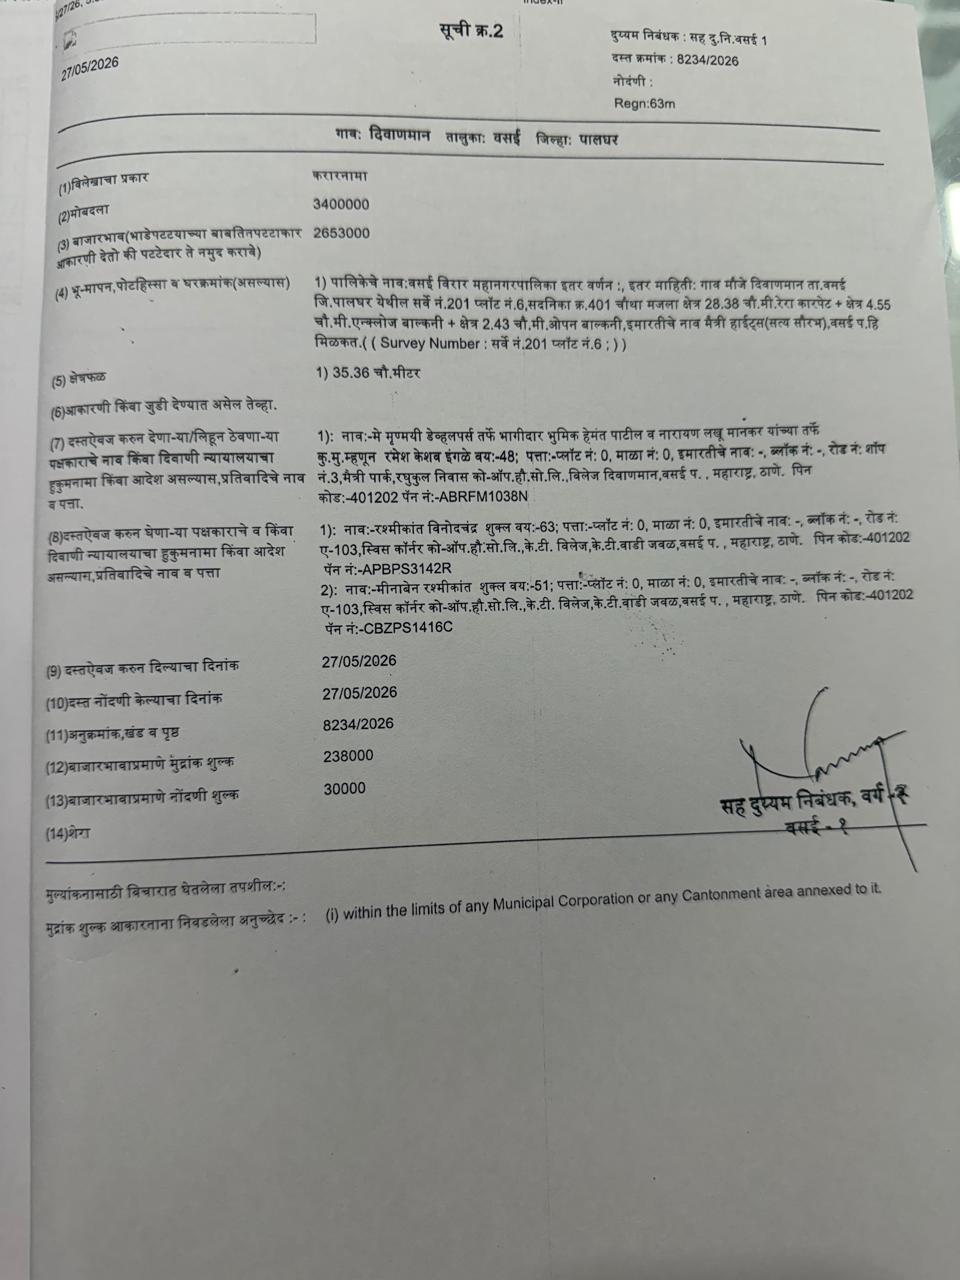 27/05/2026
सूची क्र.2
दुय्यम निबंधक : सह दु.नि.वसई 1
दस्त क्रमांक : 8234/2026
नोदंणी :
Regn:63m
गाव: दिवाणमान तालुका: वसई जिल्हा: पालघर
(1)विलेखाचा प्रकार करारनामा
(2)मोबदला 3400000
(3) बाजारभाव(भाडेपटटयाच्या बाबतितपटटाकार 2653000
आकारणी देतो की पटटेदार ते नमुद करावे)
(4) भू-मापन,पोटहिस्सा व घरक्रमांक(असल्यास) 1) पालिकेचे नाव:वसई विरार महानगरपालिका इतर वर्णन :, इतर माहिती: गाव मौजे दिवाणमान ता.वसई
जि.पालघर येथील सर्वे नं.201 प्लॉट नं.6,सदनिका क्र.401 चौथा मजला क्षेत्र 28.38 चौ.मी.रेरा कारपेट + क्षेत्र 4.55
चौ.मी.एन्क्लोज बाल्कनी + क्षेत्र 2.43 चौ.मी.ओपन बाल्कनी,इमारतीचे नाव मैत्री हाईट्स(सत्य सौरभ),वसई प.हि
मिळकत.( ( Survey Number : सर्वे नं.201 प्लॉट नं.6 ; ) )
(5) क्षेत्रफळ 1) 35.36 चौ.मीटर
(6)आकारणी किंवा जुडी देण्यात असेल तेव्हा.
(7) दस्तऐवज करुन देणा-या/लिहून ठेवणा-या 1): नाव:-मे मृण्मयी डेव्हलपर्स तर्फे भागीदार भुमिक हेमंत पाटील व नारायण लखू मानकर यांच्या तर्फे
पक्षकाराचे नाव किंवा दिवाणी न्यायालयाचा कु.मु.म्हणून रमेश केशव इंगळे वय:-48; पत्ता:-प्लॉट नं: 0, माळा नं: 0, इमारतीचे नाव: -, ब्लॉक नं: -, रोड नं: शॉप
हुकुमनामा किंवा आदेश असल्यास,प्रतिवादिचे नाव नं.3,मैत्री पार्क,रघुकुल निवास को-ऑप.हौ.सो.लि.,विलेज दिवाणमान,वसई प. , महाराष्ट्र, ठाणे. पिन
व पत्ता. कोड:-401202 पॅन नं:-ABRFM1038N
(8)दस्तऐवज करुन घेणा-या पक्षकाराचे व किंवा 1): नाव:-रश्मीकांत विनोदचंद्र शुक्ल वय:-63; पत्ता:-प्लॉट नं: 0, माळा नं: 0, इमारतीचे नाव: -, ब्लॉक नं: -, रोड नं:
दिवाणी न्यायालयाचा हुकुमनामा किंवा आदेश ए-103,स्विस कॉर्नर को-ऑप.हौ.सो.लि.,के.टी. विलेज,के.टी.वाडी जवळ,वसई प. , महाराष्ट्र, ठाणे. पिन कोड:-401202
असल्यास,प्रतिवादिचे नाव व पत्ता पॅन नं:-APBPS3142R
2): नाव:-मीनाबेन रश्मीकांत शुक्ल वय:-51; पत्ता:-प्लॉट नं: 0, माळा नं: 0, इमारतीचे नाव: -, ब्लॉक नं: -, रोड नं:
ए-103,स्विस कॉर्नर को-ऑप.हौ.सो.लि.,के.टी. विलेज,के.टी.वाडी जवळ,वसई प. , महाराष्ट्र, ठाणे. पिन कोड:-401202
पॅन नं:-CBZPS1416C
(9) दस्तऐवज करुन दिल्याचा दिनांक 27/05/2026
(10)दस्त नोंदणी केल्याचा दिनांक 27/05/2026
(11)अनुक्रमांक,खंड व पृष्ठ 8234/2026
(12)बाजारभावाप्रमाणे मुद्रांक शुल्क 238000
(13)बाजारभावाप्रमाणे नोंदणी शुल्क 30000
(14)शेरा
सह दुय्यम निबंधक, वर्ग -
वसई - १
मुल्यांकनासाठी विचारात घेतलेला तपशील:-:
मुद्रांक शुल्क आकारताना निवडलेला अनुच्छेद :- : (i) within the limits of any Municipal Corporation or any Cantonment area annexed to it.